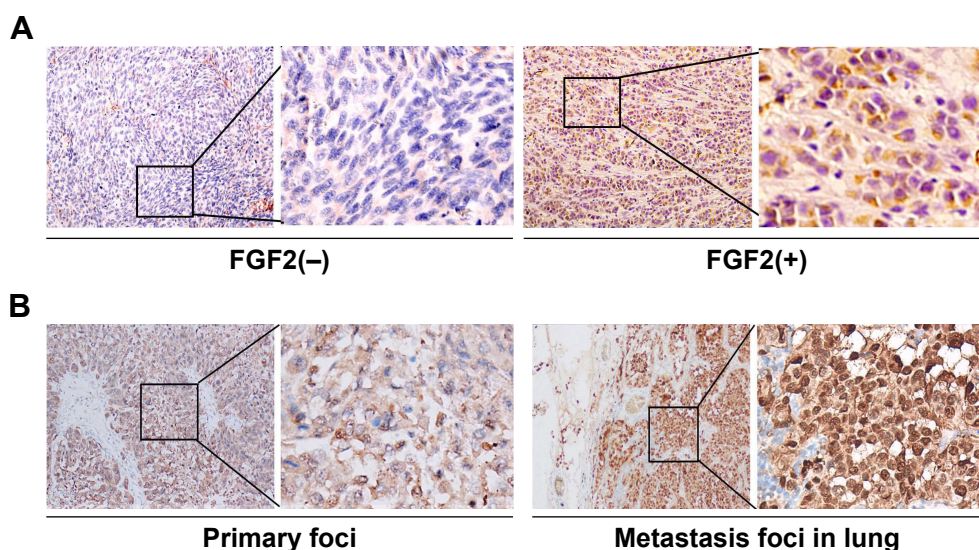 A
FGF2(–)
FGF2(+)
B
Primary foci
Metastasis foci in lung